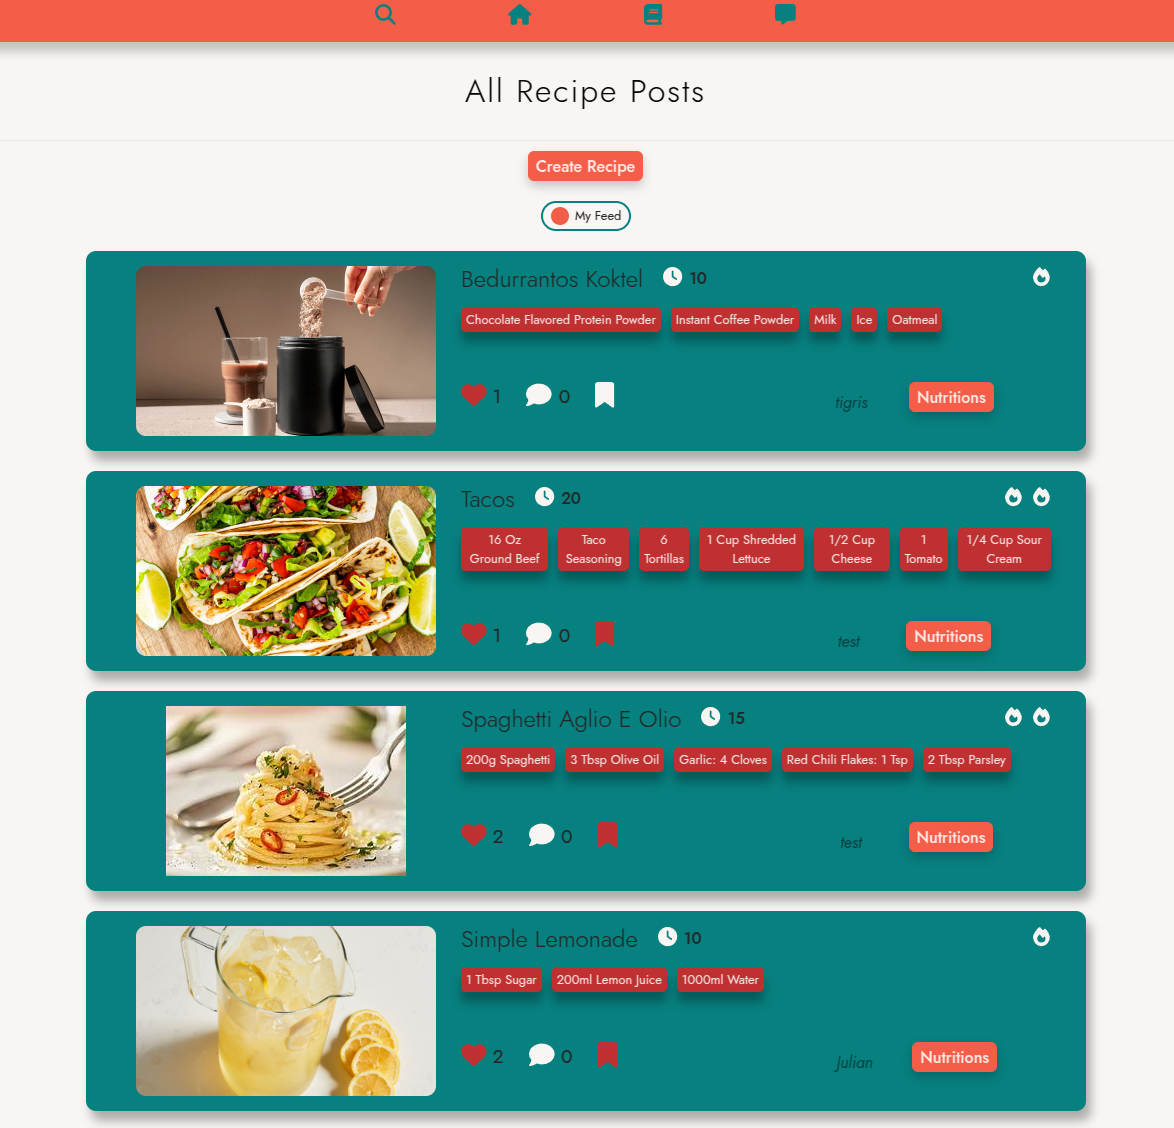 All Recipe Posts
Create Recipe
My Feed
Bedurrantos Koktel 10
Chocolate Flavored Protein Powder Instant Coffee Powder Milk Ice Oatmeal
1 0 tigris Nutritions
Tacos 20
16 Oz Ground Beef Taco Seasoning 6 Tortillas 1 Cup Shredded Lettuce 1/2 Cup Cheese 1 Tomato 1/4 Cup Sour Cream
1 0 test Nutritions
Spaghetti Aglio E Olio 15
200g Spaghetti 3 Tbsp Olive Oil Garlic: 4 Cloves Red Chili Flakes: 1 Tsp 2 Tbsp Parsley
2 0 test Nutritions
Simple Lemonade 10
1 Tbsp Sugar 200ml Lemon Juice 1000ml Water
2 0 Julian Nutritions